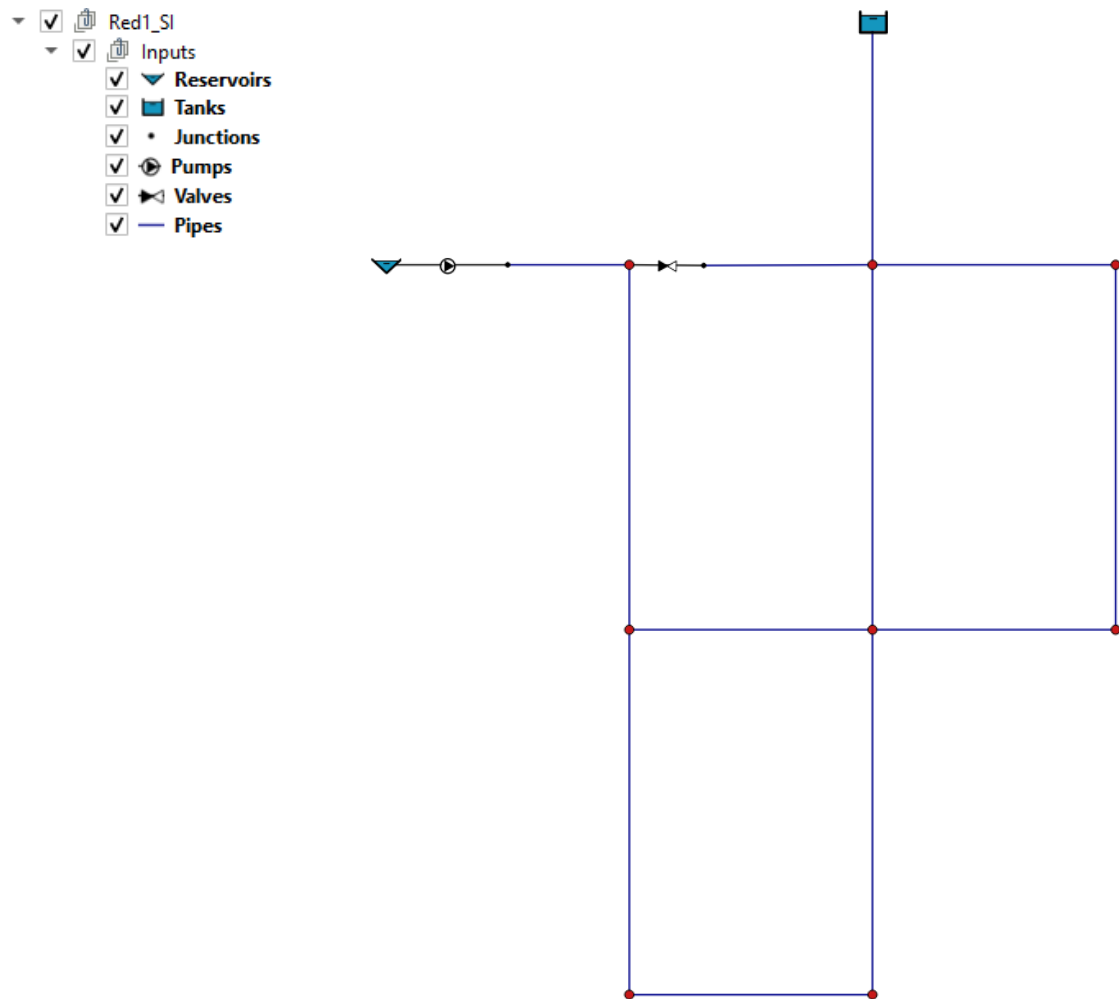 Red1_SI
Inputs
Reservoirs
Tanks
Junctions
Pumps
Valves
Pipes